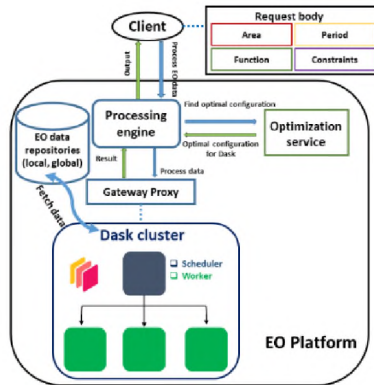 Client
Request body
Area
Period
Function
Constraints
Output
Process EO data
EO data
repositories
(local, global)
Processing
engine
Find optimal configuration
Optimal configuration
for Dask
Optimization
service
Result
Process data
Gateway Proxy
Fetch data
Dask cluster
Scheduler
Worker
EO Platform